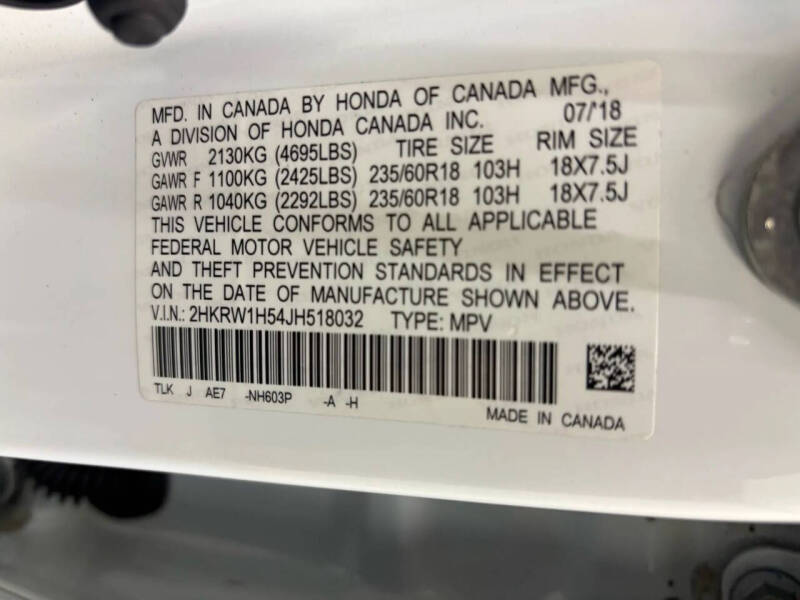 MFD. IN CANADA BY HONDA OF CANADA MFG.,
A DIVISION OF HONDA CANADA INC. 07/'18
GVWR 2130KG (4695LBS) TIRE SIZE RIM SIZE
GAWR F 1100KG (2425LBS) 235/60R18 103H 18X7.5J
GAWR R 1040KG (2292LBS) 235/60R18 103H 18X7.5J
THIS VEHICLE CONFORMS TO ALL APPLICABLE
FEDERAL MOTOR VEHICLE SAFETY
AND THEFT PREVENTION STANDARDS IN EFFECT
ON THE DATE OF MANUFACTURE SHOWN ABOVE.
V.I.N.: 2HKRW1H54JH518032 TYPE: MPV
TLK J AE7 -NH603P -A -H
MADE IN CANADA